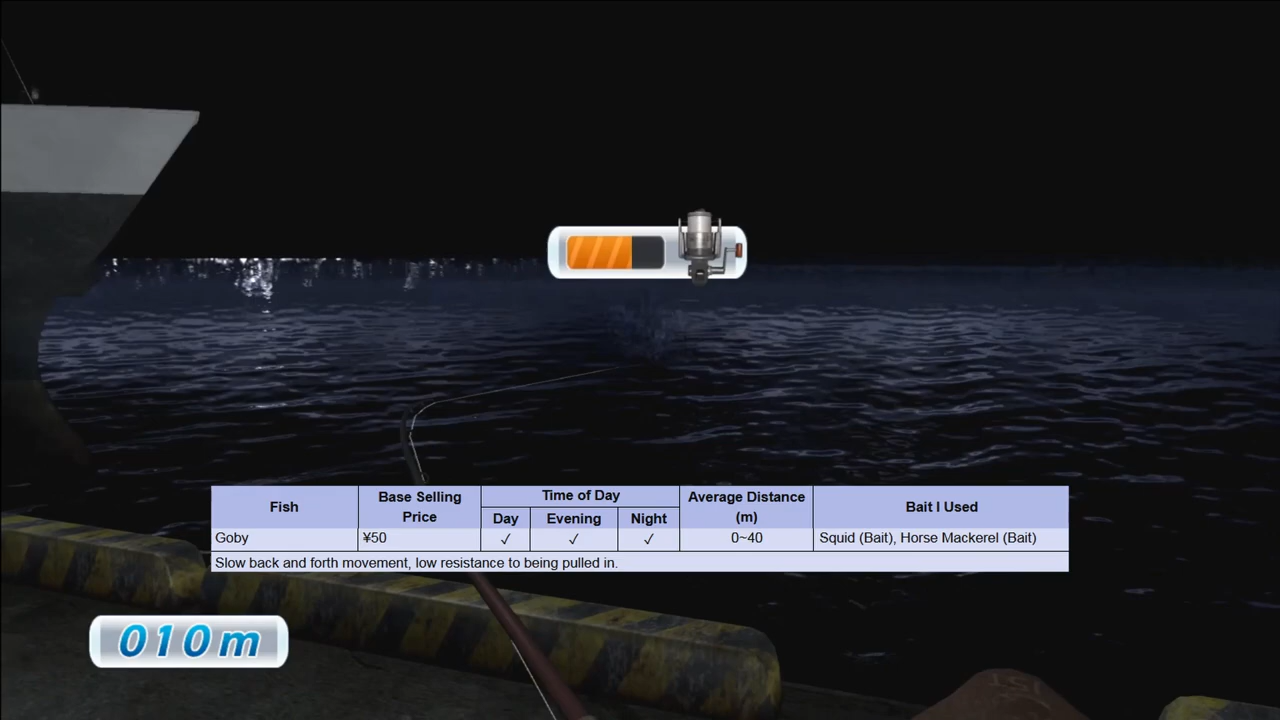 Fish
Base Selling Price
Time of Day
Average Distance (m)
Bait I Used
Day
Evening
Night
Goby
¥50
✓
✓
✓
0~40
Squid (Bait), Horse Mackerel (Bait)
Slow back and forth movement, low resistance to being pulled in.
010m